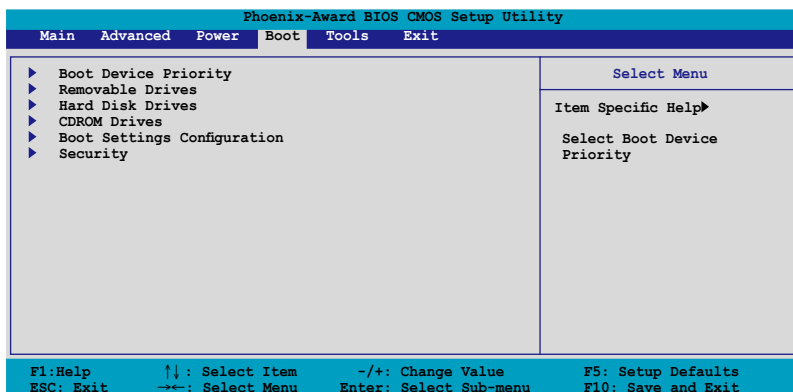 Phoenix-Award BIOS CMOS Setup Utility
Main Advanced Power Boot Tools Exit
Boot Device Priority
Removable Drives
Hard Disk Drives
CDROM Drives
Boot Settings Configuration
Security
Select Menu
Item Specific Help
Select Boot Device
Priority
F1:Help ↑↓: Select Item -/+: Change Value F5: Setup Defaults
ESC: Exit →←: Select Menu Enter: Select Sub-menu F10: Save and Exit